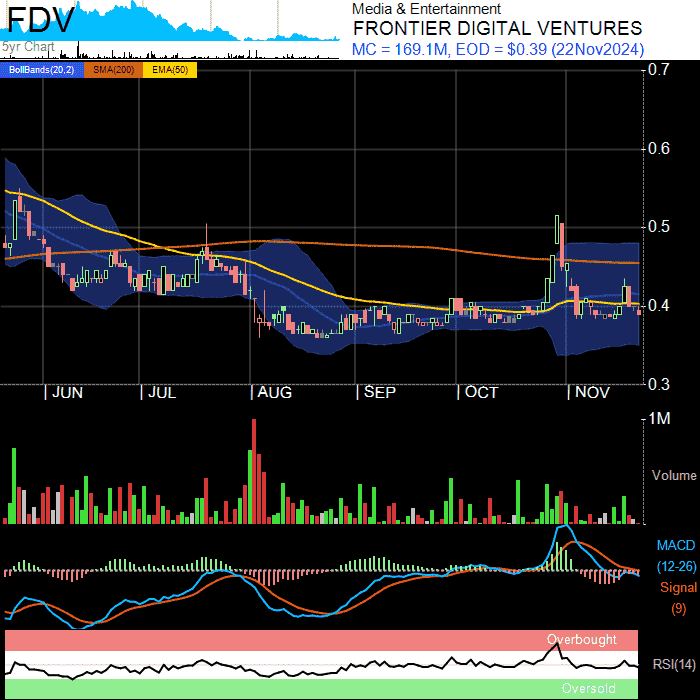 FDV
5yr Chart
Media & Entertainment
FRONTIER DIGITAL VENTURES
MC = 169.1M, EOD = $0.39 (22Nov2024)
BollBands(20,2) SMA(200) EMA(50)
0.7
0.6
0.5
0.4
0.3
JUN JUL AUG SEP OCT NOV
1M
Volume
MACD
(12-26)
Signal
(9)
Overbought
RSI(14)
Oversold